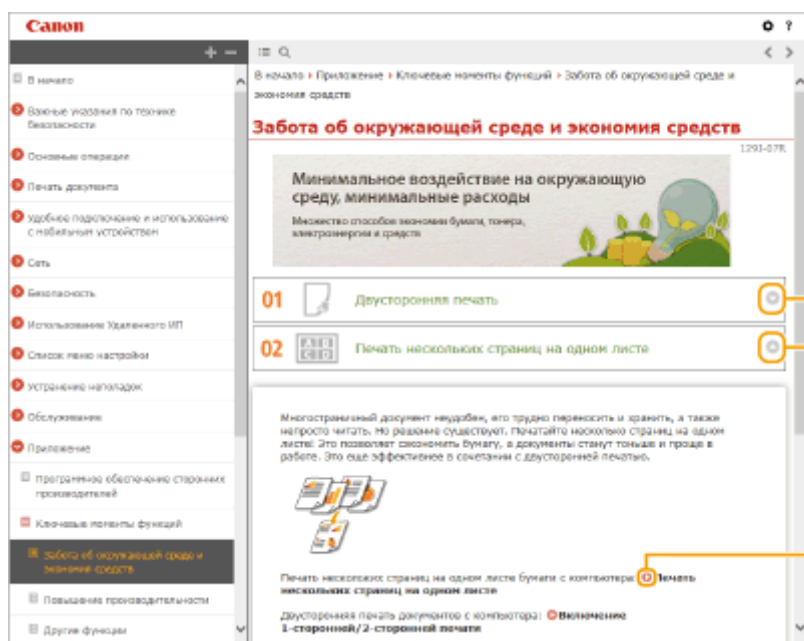 Canon
+ −
?
< >
В начало
Важные указания по технике
безопасности
Основные операции
Печать документа
Удобное подключение и использование
с мобильным устройством
Сеть
Безопасность
Использование Удаленного ИП
Список меню настройки
Устранение неполадок
Обслуживание
Приложение
Программное обеспечение сторонних
производителей
Ключевые моменты функций
Забота об окружающей среде и
экономия средств
Повышение производительности
Другие функции
В начало › Приложение › Ключевые моменты функций › Забота об окружающей среде и
экономия средств
Забота об окружающей среде и экономия средств
1293-07R
Минимальное воздействие на окружающую
среду, минимальные расходы
Множество способов экономии бумаги, тонера,
электроэнергии и средств
01 Двусторонняя печать
02 A B C D Печать нескольких страниц на одном листе
Многостраничный документ неудобен, его трудно переносить и хранить, а также
непросто читать. Но решение существует. Печатайте несколько страниц на одном
листе! Это позволяет сэкономить бумагу, а документы станут тоньше и проще в
работе. Это еще эффективнее в сочетании с двусторонней печатью.
Печать нескольких страниц на одном листе бумаги с компьютера: Печать
нескольких страниц на одном листе
Двусторонняя печать документов с компьютера: Включение
1-сторонней/2-сторонней печати